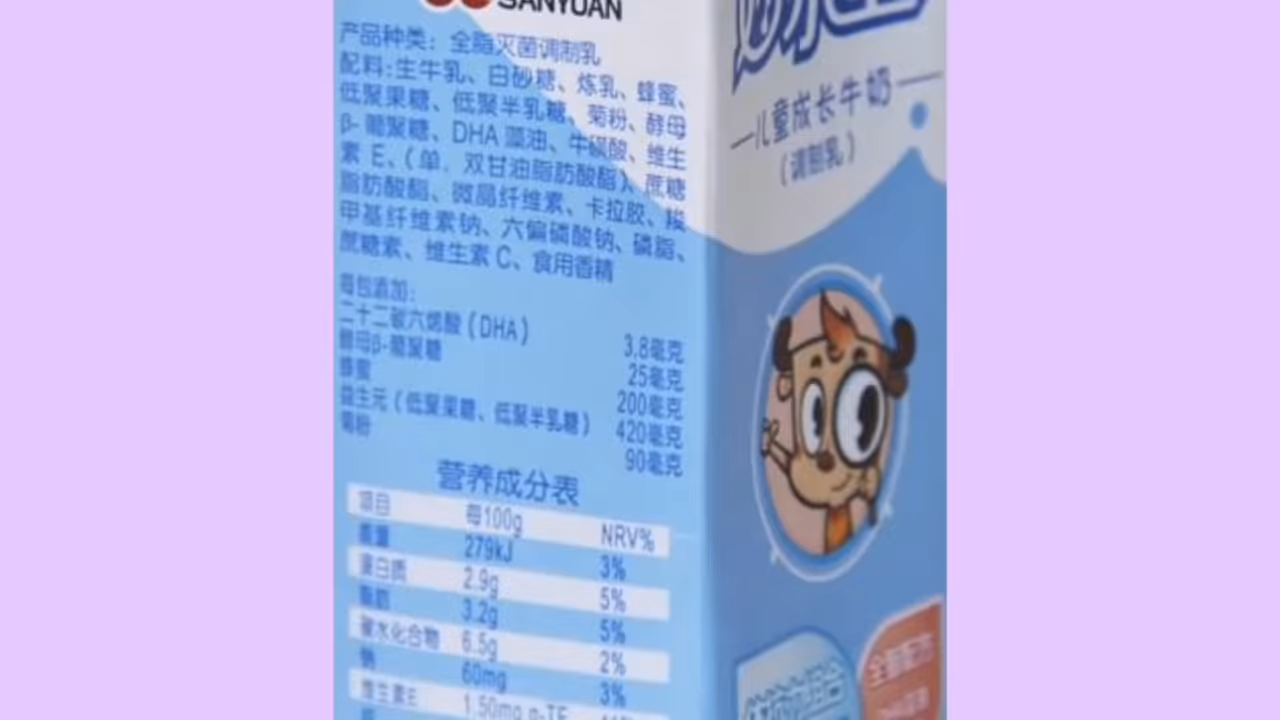 SANYUAN
产品种类：全脂灭菌调制乳
配料:生牛乳、白砂糖、炼乳、蜂蜜、
低聚果糖、低聚半乳糖、菊粉、酵母
β-葡聚糖、DHA藻油、牛磺酸、维生
素E、(单,双甘油脂肪酸酯)、蔗糖
脂肪酸酯、微晶纤维素、卡拉胶、羧
甲基纤维素钠、六偏磷酸钠、磷脂、
蔗糖素、维生素C、食用香精
每包添加:
二十二碳六烯酸(DHA) 3.8毫克
酵母β-葡聚糖 25毫克
蜂蜜 200毫克
益生元(低聚果糖、低聚半乳糖) 420毫克
菊粉 90毫克
营养成分表
项目 每100g NRV%
能量 279kJ 3%
蛋白质 2.9g 5%
脂肪 3.2g 5%
碳水化合物 6.5g 2%
钠 60mg 3%
维生素E 1.50mg α-TE
儿童成长牛奶
(调制乳)